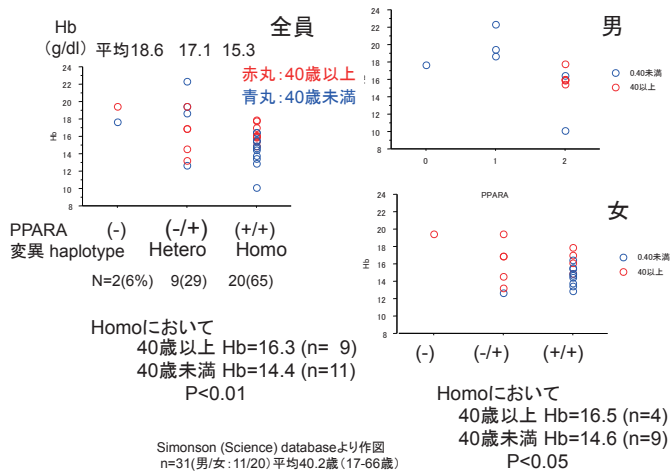 Hb
(g/dl)
平均18.6 17.1 15.3
全員
赤丸:40歳以上
青丸:40歳未満
24
22
20
18
16
14
12
10
8
Hb
PPARA (-) (-/+) (+/+)
変異 haplotype Hetero Homo
N=2(6%) 9(29) 20(65)
Homoにおいて
40歳以上 Hb=16.3 (n= 9)
40歳未満 Hb=14.4 (n=11)
P<0.01
男
24
22
20
18
16
14
12
10
8
0 1 2
PPARA
0.40未満
40以上
女
24
22
20
18
16
14
12
10
8
Hb
0.40未満
40以上
(-) (-/+) (+/+)
Homoにおいて
40歳以上 Hb=16.5 (n=4)
40歳未満 Hb=14.6 (n=9)
P<0.05
Simonson (Science) databaseより作図
n=31(男/女:11/20) 平均40.2歳(17-66歳)